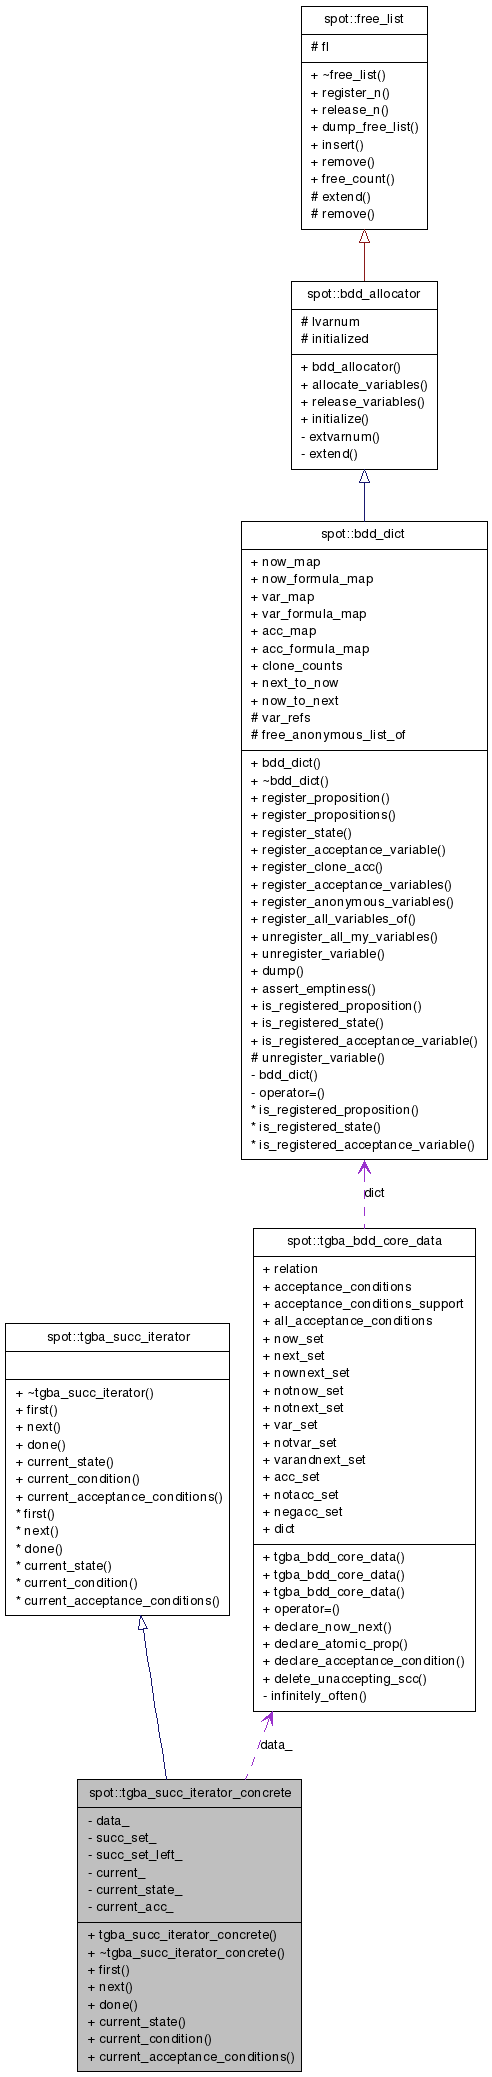 spot::free_list
# fl
+ ~free_list()
+ register_n()
+ release_n()
+ dump_free_list()
+ insert()
+ remove()
+ free_count()
# extend()
# remove()
spot::bdd_allocator
# lvarnum
# initialized
+ bdd_allocator()
+ allocate_variables()
+ release_variables()
+ initialize()
- extvarnum()
- extend()
spot::bdd_dict
+ now_map
+ now_formula_map
+ var_map
+ var_formula_map
+ acc_map
+ acc_formula_map
+ clone_counts
+ next_to_now
+ now_to_next
# var_refs
# free_anonymous_list_of
+ bdd_dict()
+ ~bdd_dict()
+ register_proposition()
+ register_propositions()
+ register_state()
+ register_acceptance_variable()
+ register_clone_acc()
+ register_acceptance_variables()
+ register_anonymous_variables()
+ register_all_variables_of()
+ unregister_all_my_variables()
+ unregister_variable()
+ dump()
+ assert_emptiness()
+ is_registered_proposition()
+ is_registered_state()
+ is_registered_acceptance_variable()
# unregister_variable()
- bdd_dict()
- operator=()
* is_registered_proposition()
* is_registered_state()
* is_registered_acceptance_variable()
dict
spot::tgba_bdd_core_data
+ relation
+ acceptance_conditions
+ acceptance_conditions_support
+ all_acceptance_conditions
+ now_set
+ next_set
+ nownext_set
+ notnow_set
+ notnext_set
+ var_set
+ notvar_set
+ varandnext_set
+ acc_set
+ notacc_set
+ negacc_set
+ dict
+ tgba_bdd_core_data()
+ tgba_bdd_core_data()
+ tgba_bdd_core_data()
+ operator=()
+ declare_now_next()
+ declare_atomic_prop()
+ declare_acceptance_condition()
+ delete_unaccepting_scc()
- infinitely_often()
spot::tgba_succ_iterator
+ ~tgba_succ_iterator()
+ first()
+ next()
+ done()
+ current_state()
+ current_condition()
+ current_acceptance_conditions()
* first()
* next()
* done()
* current_state()
* current_condition()
* current_acceptance_conditions()
data_
spot::tgba_succ_iterator_concrete
- data_
- succ_set_
- succ_set_left_
- current_
- current_state_
- current_acc_
+ tgba_succ_iterator_concrete()
+ ~tgba_succ_iterator_concrete()
+ first()
+ next()
+ done()
+ current_state()
+ current_condition()
+ current_acceptance_conditions()